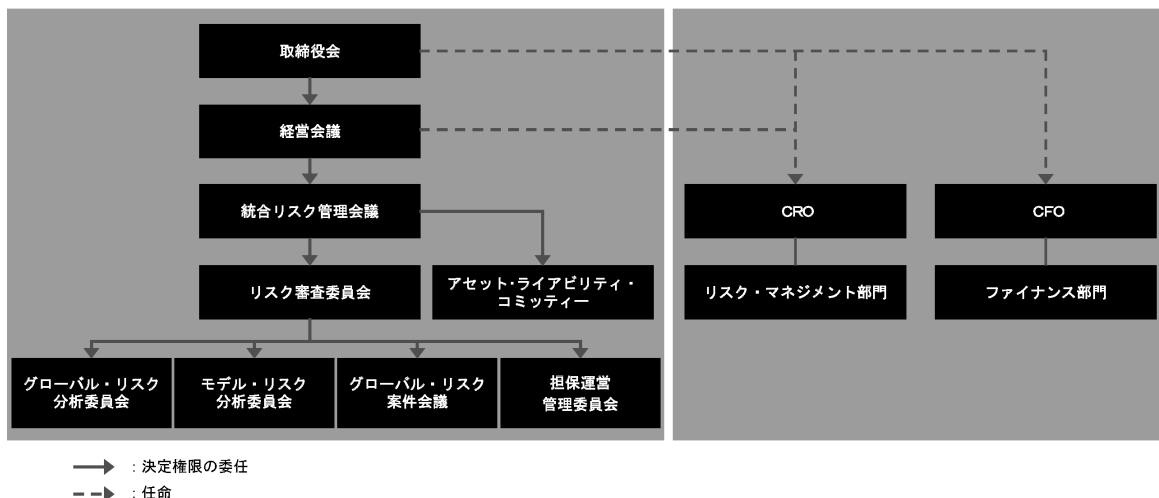 取締役会
経営会議
統合リスク管理会議
CRO
CFO
リスク審査委員会
アセット・ライアビリティ・
コミッティー
リスク・マネジメント部門
ファイナンス部門
グローバル・リスク
分析委員会
モデル・リスク
分析委員会
グローバル・リスク
案件会議
担保運営
管理委員会
：決定権限の委任
：任命